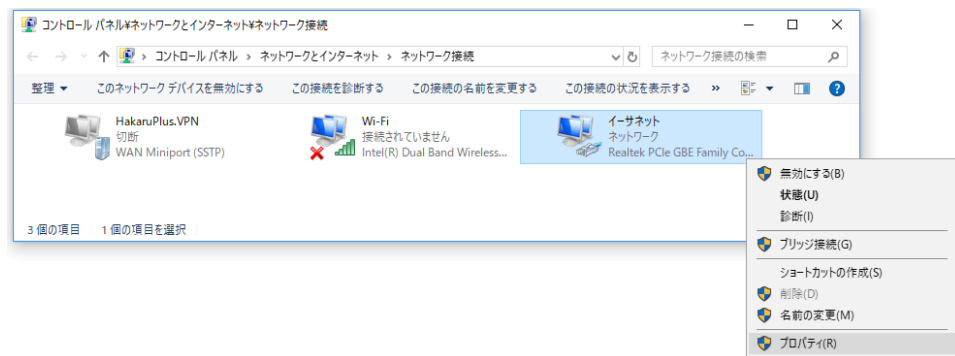 コントロール パネル¥ネットワークとインターネット¥ネットワーク接続
コントロール パネル › ネットワークとインターネット › ネットワーク接続
ネットワーク接続の検索
整理 このネットワーク デバイスを無効にする この接続を診断する この接続の名前を変更する この接続の状況を表示する »
HakaruPlus.VPN
切断
WAN Miniport (SSTP)
Wi-Fi
接続されていません
Intel(R) Dual Band Wireless...
イーサネット
ネットワーク
Realtek PCIe GBE Family Co...
3 個の項目 1 個の項目を選択
無効にする(B)
状態(U)
診断(I)
ブリッジ接続(G)
ショートカットの作成(S)
削除(D)
名前の変更(M)
プロパティ(R)